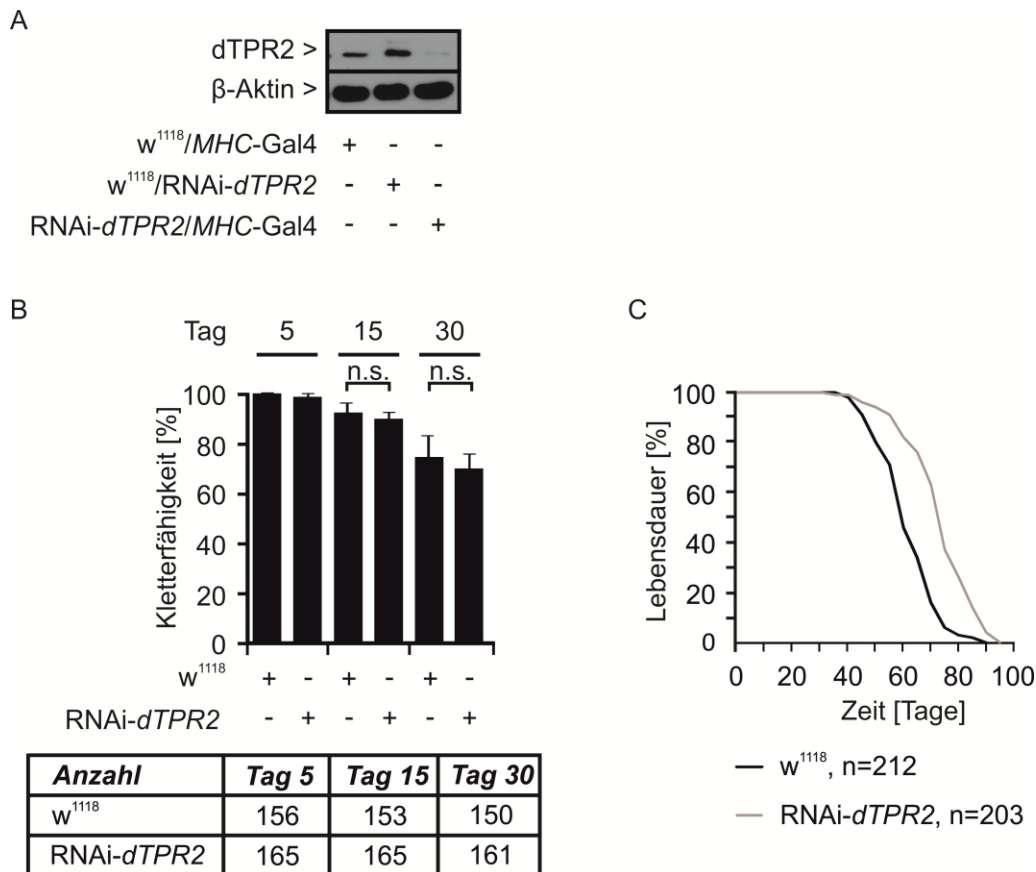 A
dTPR2 >
β-Aktin >
w¹¹¹⁸/MHC-Gal4 + - -
w¹¹¹⁸/RNAi-dTPR2 - + -
RNAi-dTPR2/MHC-Gal4 - - +
B
Tag 5 15 30
n.s. n.s.
Kletterfähigkeit [%]
100
80
60
40
20
0
w¹¹¹⁸ + - + - + -
RNAi-dTPR2 - + - + - +
Anzahl Tag 5 Tag 15 Tag 30
w¹¹¹⁸ 156 153 150
RNAi-dTPR2 165 165 161
C
Lebensdauer [%]
100
80
60
40
20
0
0 20 40 60 80 100
Zeit [Tage]
w¹¹¹⁸, n=212
RNAi-dTPR2, n=203